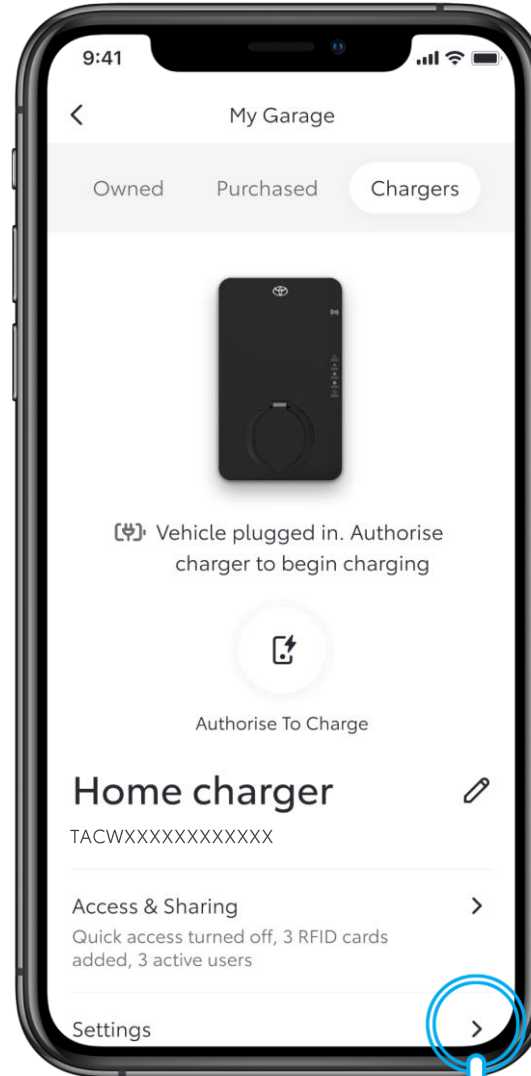 9:41
My Garage
Owned Purchased Chargers
Vehicle plugged in. Authorise
charger to begin charging
Authorise To Charge
Home charger
TACWXXXXXXXXXXXX
Access & Sharing
Quick access turned off, 3 RFID cards
added, 3 active users
Settings